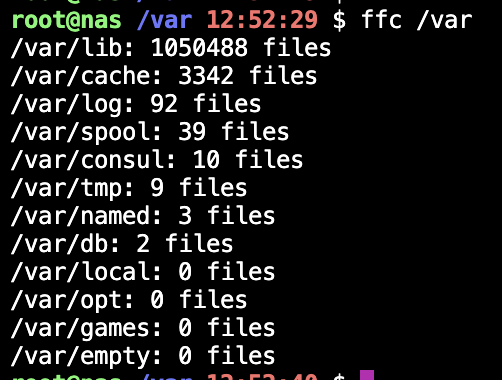 root@nas /var 12:52:29 $ ffc /var
/var/lib: 1050488 files
/var/cache: 3342 files
/var/log: 92 files
/var/spool: 39 files
/var/consul: 10 files
/var/tmp: 9 files
/var/named: 3 files
/var/db: 2 files
/var/local: 0 files
/var/opt: 0 files
/var/games: 0 files
/var/empty: 0 files
root@nas /var 12:52:40 $